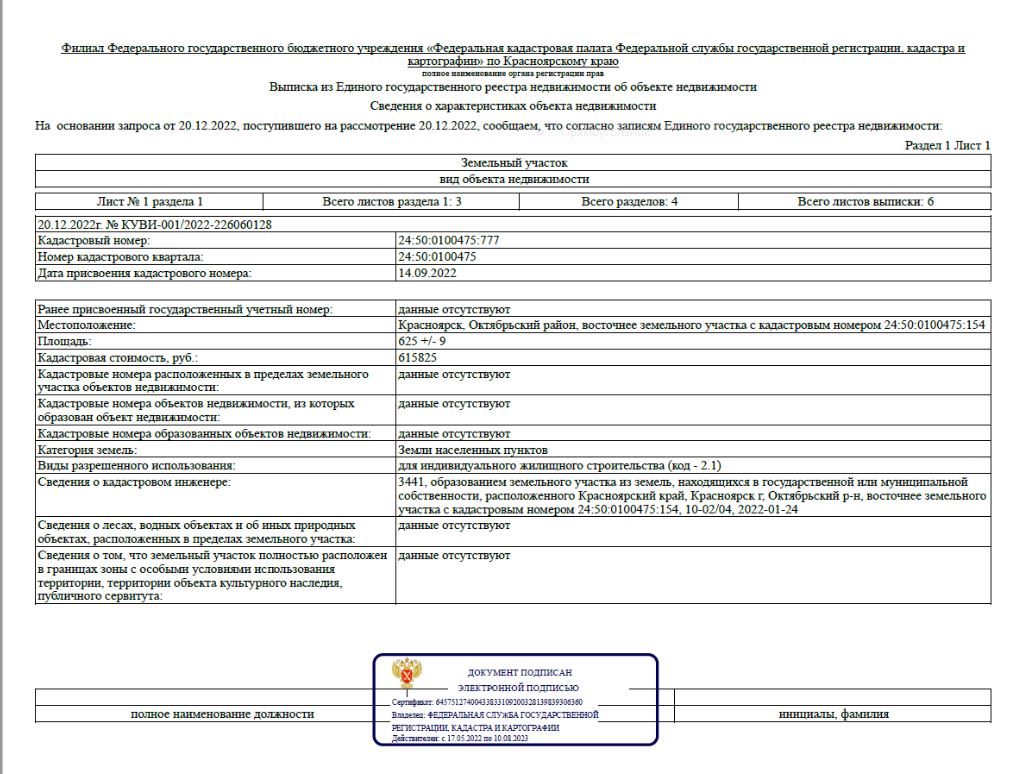 Филиал Федерального государственного бюджетного учреждения «Федеральная кадастровая палата Федеральной службы государственной регистрации, кадастра и
картографии» по Красноярскому краю
полное наименование органа регистрации прав
Выписка из Единого государственного реестра недвижимости об объекте недвижимости
Сведения о характеристиках объекта недвижимости
На основании запроса от 20.12.2022, поступившего на рассмотрение 20.12.2022, сообщаем, что согласно записям Единого государственного реестра недвижимости:
Раздел 1 Лист 1
Земельный участок
вид объекта недвижимости
Лист № 1 раздела 1 Всего листов раздела 1: 3 Всего разделов: 4 Всего листов выписки: 6
20.12.2022г. № КУВИ-001/2022-226060128
Кадастровый номер: 24:50:0100475:777
Номер кадастрового квартала: 24:50:0100475
Дата присвоения кадастрового номера: 14.09.2022
Ранее присвоенный государственный учетный номер: данные отсутствуют
Местоположение: Красноярск, Октябрьский район, восточнее земельного участка с кадастровым номером 24:50:0100475:154
Площадь: 625 +/- 9
Кадастровая стоимость, руб.: 615825
Кадастровые номера расположенных в пределах земельного данные отсутствуют
участка объектов недвижимости:
Кадастровые номера объектов недвижимости, из которых данные отсутствуют
образован объект недвижимости:
Кадастровые номера образованных объектов недвижимости: данные отсутствуют
Категория земель: Земли населенных пунктов
Виды разрешенного использования: для индивидуального жилищного строительства (код - 2.1)
Сведения о кадастровом инженере: 3441, образованием земельного участка из земель, находящихся в государственной или муниципальной
собственности, расположенного Красноярский край, Красноярск г, Октябрьский р-н, восточнее земельного
участка с кадастровым номером 24:50:0100475:154, 10-02/04, 2022-01-24
Сведения о лесах, водных объектах и об иных природных данные отсутствуют
объектах, расположенных в пределах земельного участка:
Сведения о том, что земельный участок полностью расположен данные отсутствуют
в границах зоны с особыми условиями использования
территории, территории объекта культурного наследия,
публичного сервитута:
ДОКУМЕНТ ПОДПИСАН
ЭЛЕКТРОННОЙ ПОДПИСЬЮ
Сертификат: 64575127400433833109200328139839306360
Владелец: ФЕДЕРАЛЬНАЯ СЛУЖБА ГОСУДАРСТВЕННОЙ
РЕГИСТРАЦИИ, КАДАСТРА И КАРТОГРАФИИ
Действителен: с 17.05.2022 по 10.08.2023
полное наименование должности инициалы, фамилия